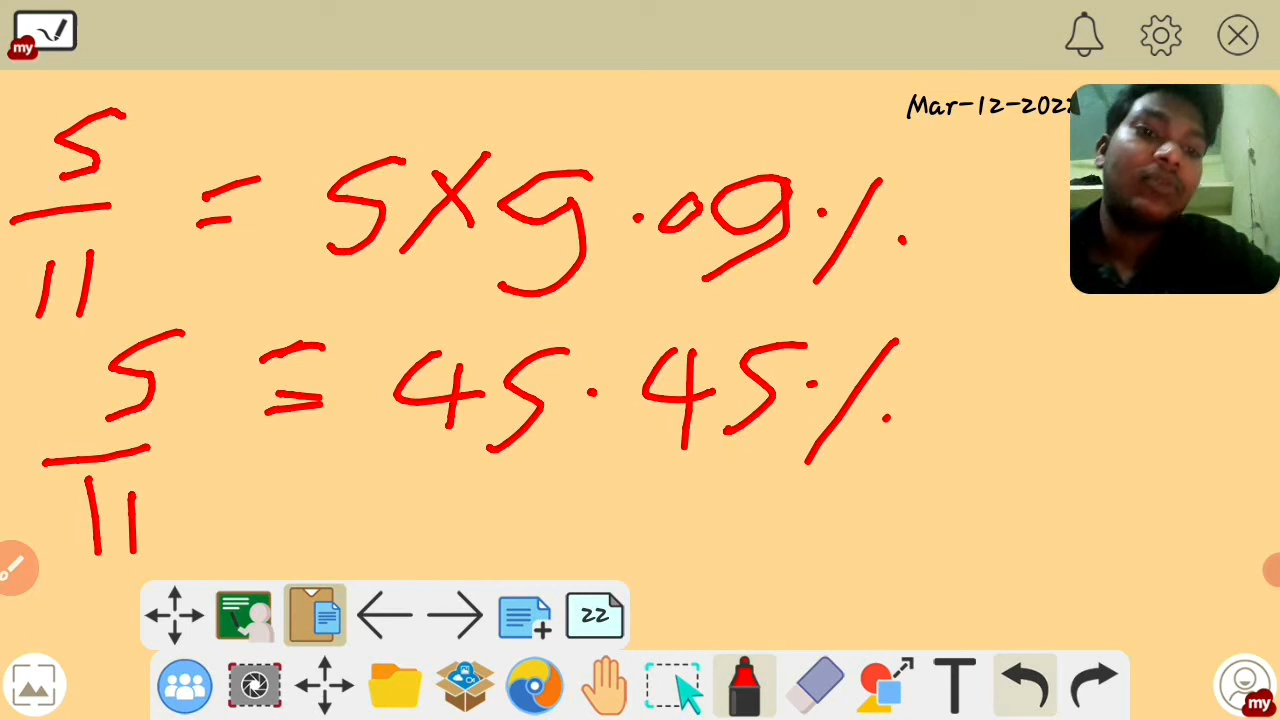 my
Mar-12-202
5/11 = 5×9.09%
5/11 = 45.45%
22
T
my